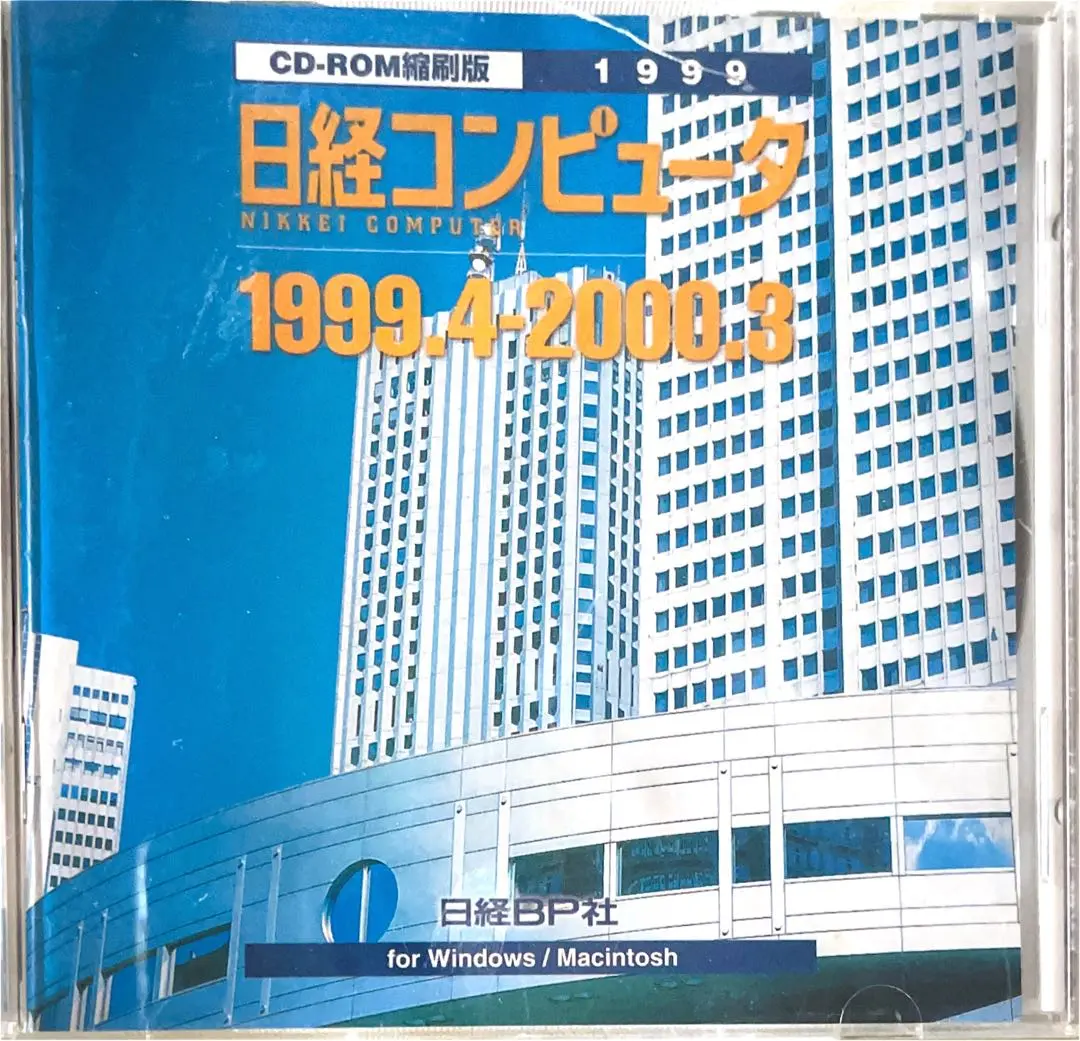 CD-ROM縮刷版 1999
日経コンピュータ
NIKKEI COMPUTER
1999.4-2000.3
日経BP社
for Windows / Macintosh